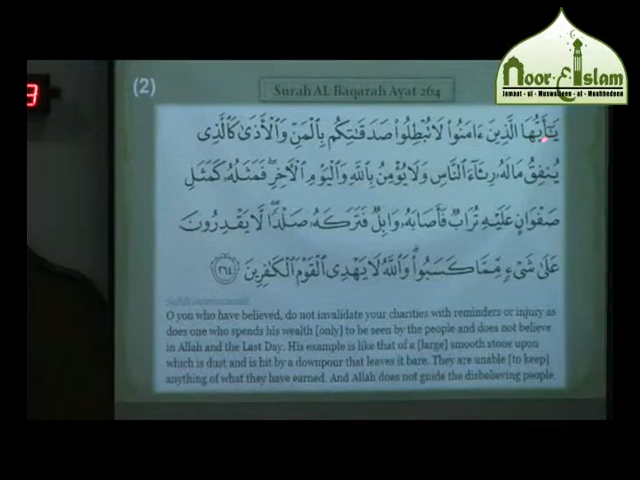 Noor-E-Islam
Jamaat - ul - Muswalleen - al - Muahhedeen
3
(2)
Surah AL Baqarah Ayat 264
يَـٰٓأَيُّهَا ٱلَّذِينَ ءَامَنُوا۟ لَا تُبْطِلُوا۟ صَدَقَـٰتِكُم بِٱلْمَنِّ وَٱلْأَذَىٰ كَٱلَّذِى
يُنفِقُ مَالَهُۥ رِئَآءَ ٱلنَّاسِ وَلَا يُؤْمِنُ بِٱللَّهِ وَٱلْيَوْمِ ٱلْـَٔاخِرِ ۖ فَمَثَلُهُۥ كَمَثَلِ
صَفْوَانٍ عَلَيْهِ تُرَابٌ فَأَصَابَهُۥ وَابِلٌ فَتَرَكَهُۥ صَلْدًا ۖ لَّا يَقْدِرُونَ
عَلَىٰ شَىْءٍ مِّمَّا كَسَبُوا۟ ۗ وَٱللَّهُ لَا يَهْدِى ٱلْقَوْمَ ٱلْكَـٰفِرِينَ ٢٦٤
O you who have believed, do not invalidate your charities with reminders or injury as
does one who spends his wealth [only] to be seen by the people and does not believe
in Allah and the Last Day. His example is like that of a [large] smooth stone upon
which is dust and is hit by a downpour that leaves it bare. They are unable [to keep]
anything of what they have earned. And Allah does not guide the disbelieving people